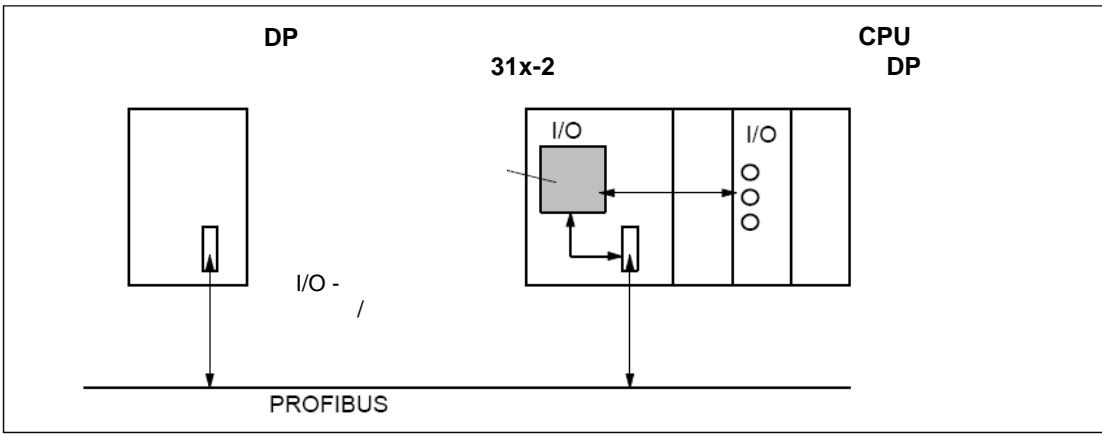 DP CPU
31x-2 DP
I/O I/O
I/O -
/
PROFIBUS